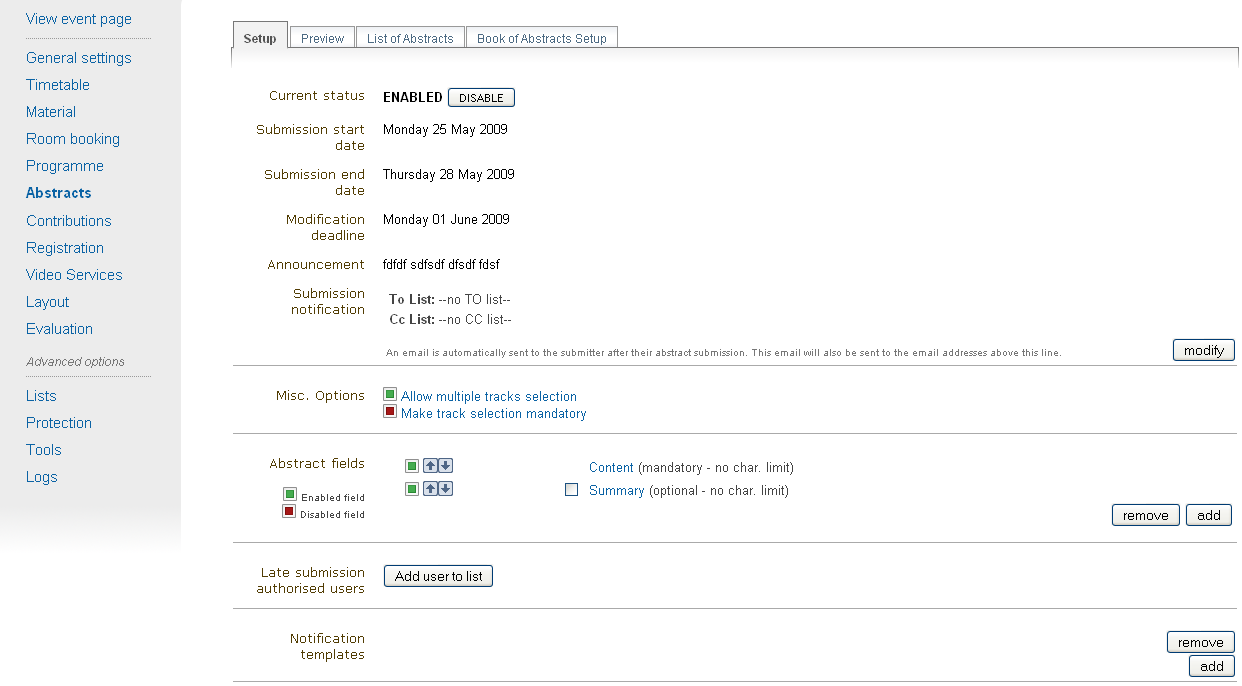 View event page
General settings
Timetable
Material
Room booking
Programme
Abstracts
Contributions
Registration
Video Services
Layout
Evaluation
Advanced options
Lists
Protection
Tools
Logs
Setup Preview List of Abstracts Book of Abstracts Setup
Current status ENABLED DISABLE
Submission start date Monday 25 May 2009
Submission end date Thursday 28 May 2009
Modification deadline Monday 01 June 2009
Announcement fdfdf sdfsdf dfsdf fdsf
Submission notification
To List: --no TO list--
Cc List: --no CC list--
An email is automatically sent to the submitter after their abstract submission. This email will also be sent to the email addresses above this line.
modify
Misc. Options
Allow multiple tracks selection
Make track selection mandatory
Abstract fields
Enabled field
Disabled field
Content (mandatory - no char. limit)
Summary (optional - no char. limit)
remove add
Late submission authorised users
Add user to list
Notification templates
remove
add